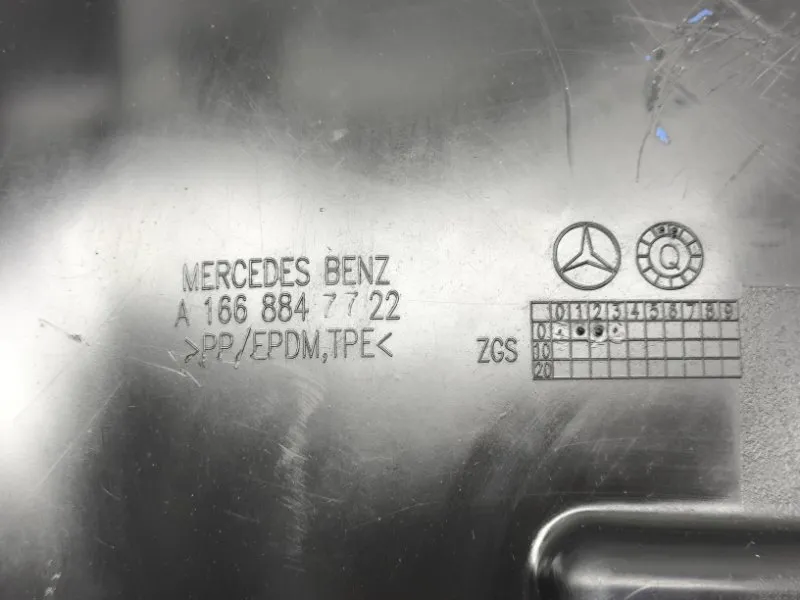 MERCEDES BENZ
A 166 884 77 22
>PP/EPDM,TPE<
Q
ZGS
0 1 2 3 4 5 6 7 8 9
0
10
20